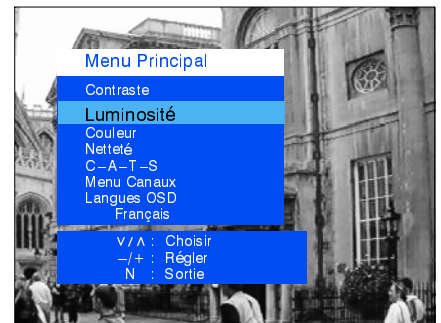 Menu Principal
Contraste
Luminosité
Couleur
Netteté
C–A–T–S
Menu Canaux
Langues OSD
Français
∨/∧ : Choisir
–/+ : Régler
N : Sortie